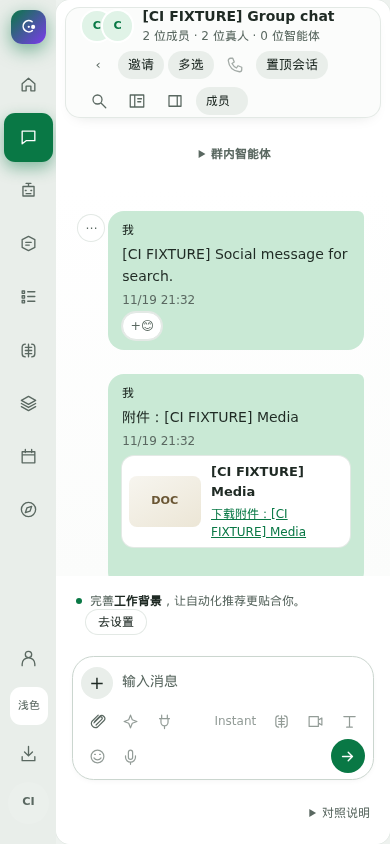 C C [CI FIXTURE] Group chat
2 位成员 · 2 位真人 · 0 位智能体
‹ 邀请 多选 置顶会话
成员
▶ 群内智能体
我
[CI FIXTURE] Social message for
search.
11/19 21:32
+😊
我
附件：[CI FIXTURE] Media
11/19 21:32
DOC
[CI FIXTURE]
Media
下载附件：[CI
FIXTURE] Media
完善工作背景，让自动化推荐更贴合你。
去设置
+ 输入消息
Instant
浅色
CI
▶ 对照说明